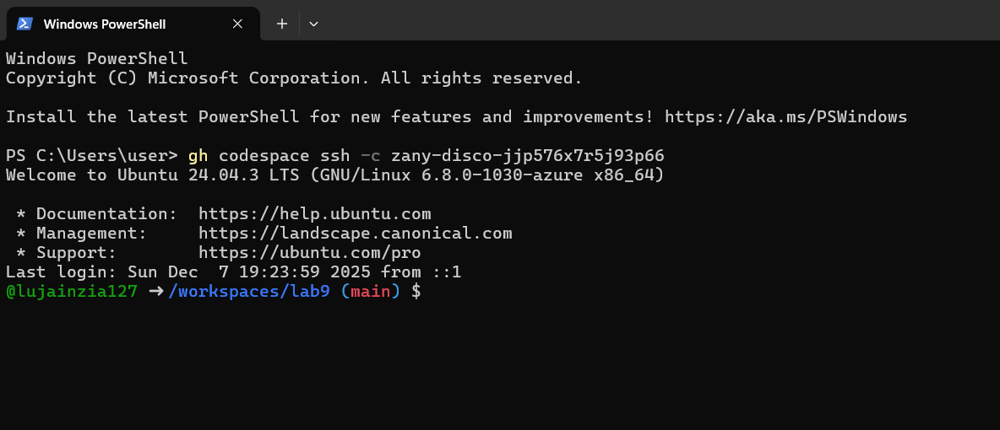 Windows PowerShell
Windows PowerShell
Copyright (C) Microsoft Corporation. All rights reserved.
Install the latest PowerShell for new features and improvements! https://aka.ms/PSWindows
PS C:\Users\user> gh codespace ssh -c zany-disco-jjp576x7r5j93p66
Welcome to Ubuntu 24.04.3 LTS (GNU/Linux 6.8.0-1030-azure x86_64)
* Documentation:  https://help.ubuntu.com
* Management:     https://landscape.canonical.com
* Support:        https://ubuntu.com/pro
Last login: Sun Dec  7 19:23:59 2025 from ::1
@lujainzia127 ➜ /workspaces/lab9 (main) $